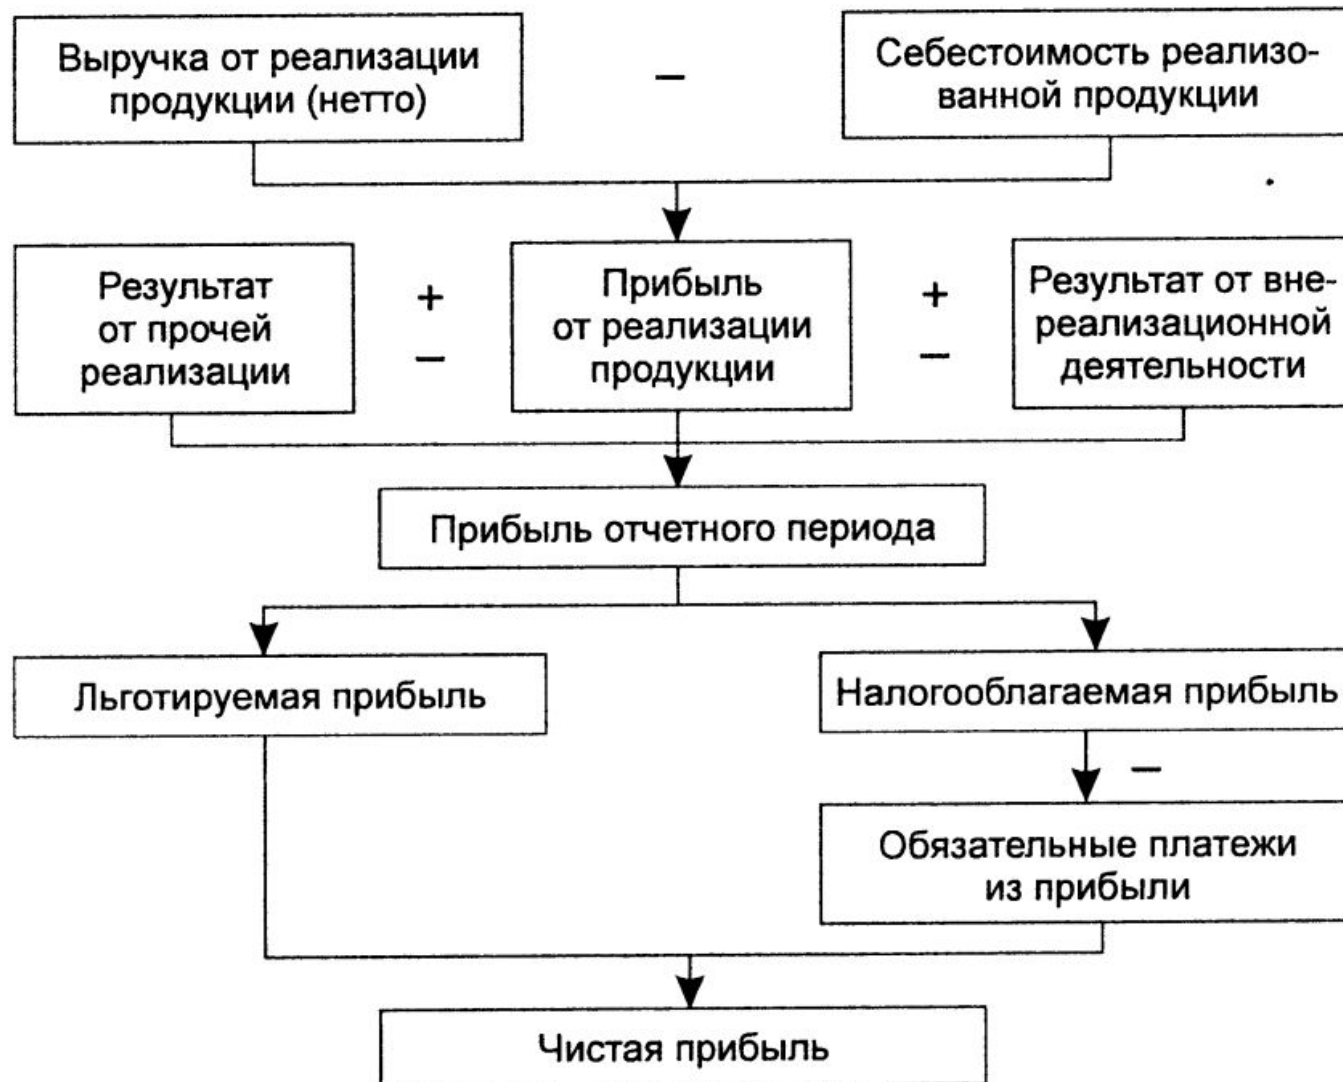 Выручка от реализации
продукции (нетто)
–
Себестоимость реализо-
ванной продукции
Результат
от прочей
реализации
+
–
Прибыль
от реализации
продукции
+
–
Результат от вне-
реализационной
деятельности
Прибыль отчетного периода
Льготируемая прибыль
Налогооблагаемая прибыль
–
Обязательные платежи
из прибыли
Чистая прибыль